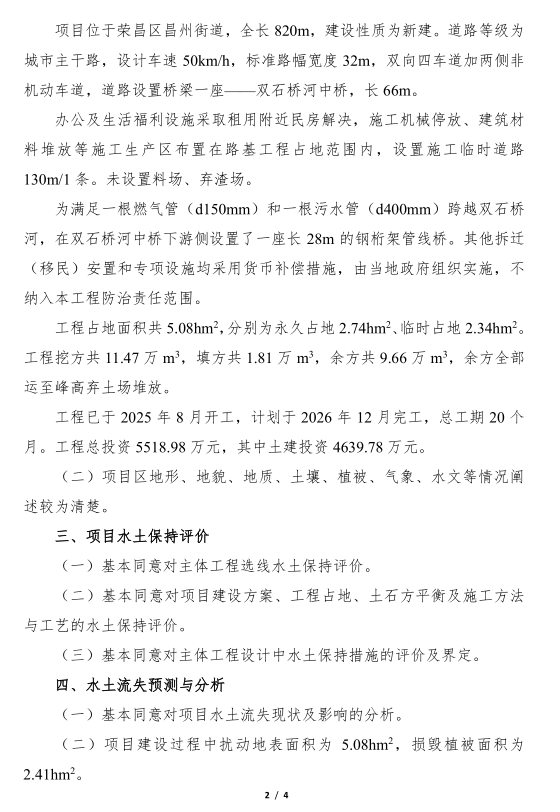 项目位于荣昌区昌州街道，全长 820m，建设性质为新建。道路等级为
城市主干路，设计车速 50km/h，标准路幅宽度 32m，双向四车道加两侧非
机动车道，道路设置桥梁一座——双石桥河中桥，长 66m。
办公及生活福利设施采取租用附近民房解决，施工机械停放、建筑材
料堆放等施工生产区布置在路基工程占地范围内，设置施工临时道路
130m/1 条。未设置料场、弃渣场。
为满足一根燃气管（d150mm）和一根污水管（d400mm）跨越双石桥
河，在双石桥河中桥下游侧设置了一座长 28m 的钢桁架管线桥。其他拆迁
（移民）安置和专项设施均采用货币补偿措施，由当地政府组织实施，不
纳入本工程防治责任范围。
工程占地面积共 5.08hm²，分别为永久占地 2.74hm²、临时占地 2.34hm²。
工程挖方共 11.47 万 m³，填方共 1.81 万 m³，余方共 9.66 万 m³，余方全部
运至峰高弃土场堆放。
工程已于 2025 年 8 月开工，计划于 2026 年 12 月完工，总工期 20 个
月。工程总投资 5518.98 万元，其中土建投资 4639.78 万元。
（二）项目区地形、地貌、地质、土壤、植被、气象、水文等情况阐
述较为清楚。
三、项目水土保持评价
（一）基本同意对主体工程选线水土保持评价。
（二）基本同意对项目建设方案、工程占地、土石方平衡及施工方法
与工艺的水土保持评价。
（三）基本同意对主体工程设计中水土保持措施的评价及界定。
四、水土流失预测与分析
（一）基本同意对项目水土流失现状及影响的分析。
（二）项目建设过程中扰动地表面积为 5.08hm²，损毁植被面积为
2.41hm²。
2 / 4